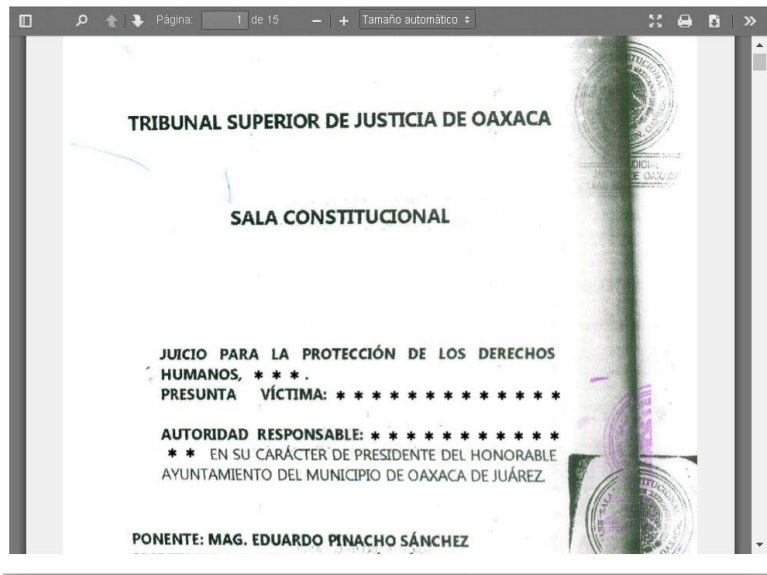 Página: 1 de 15 Tamaño automático
TRIBUNAL SUPERIOR DE JUSTICIA DE OAXACA
SALA CONSTITUCIONAL
JUICIO PARA LA PROTECCIÓN DE LOS DERECHOS
HUMANOS, * * * .
PRESUNTA VÍCTIMA: * * * * * * * * * * * * *
AUTORIDAD RESPONSABLE: * * * * * * * * * * *
* * EN SU CARÁCTER DE PRESIDENTE DEL HONORABLE
AYUNTAMIENTO DEL MUNICIPIO DE OAXACA DE JUÁREZ.
PONENTE: MAG. EDUARDO PINACHO SÁNCHEZ